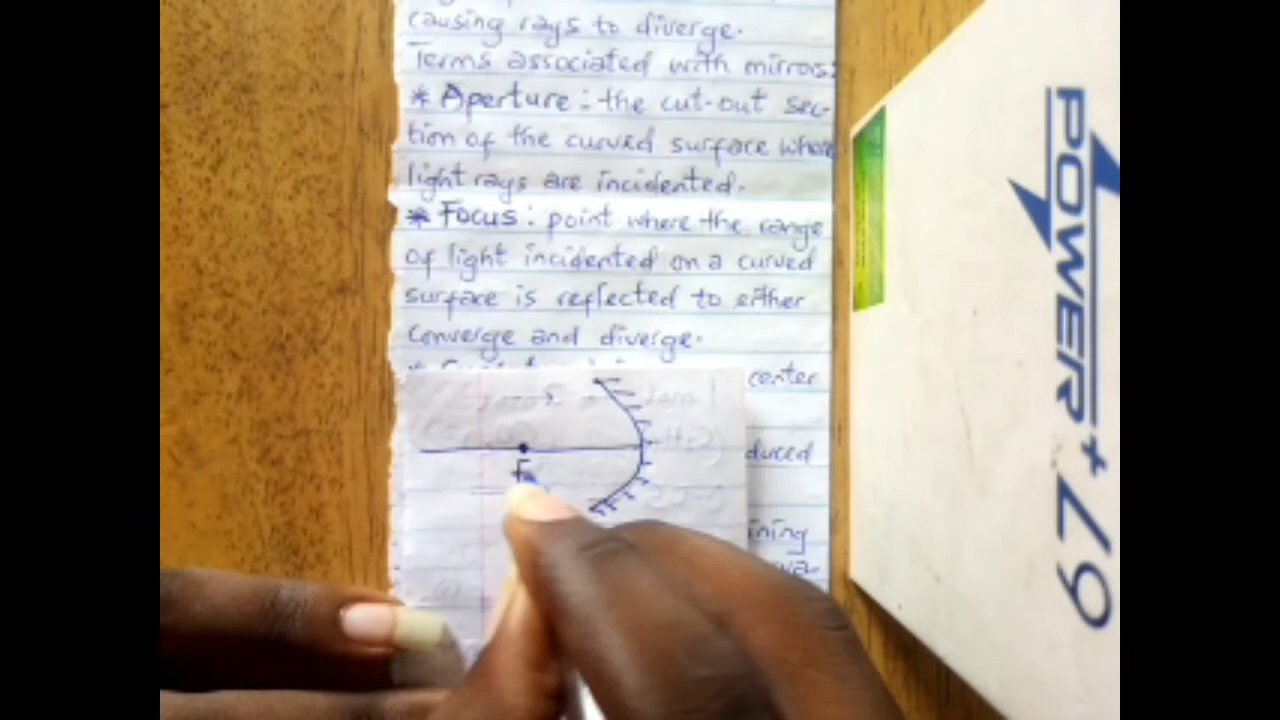 causing rays to diverge.
Terms associated with mirrors:
* Aperture: the cut-out sec-
tion of the curved surface where
light rays are incidented.
* Focus: point where the range
of light incidented on a curved
surface is reflected to either
converge and diverge.
center
duced
ining
F
POWER+ L9